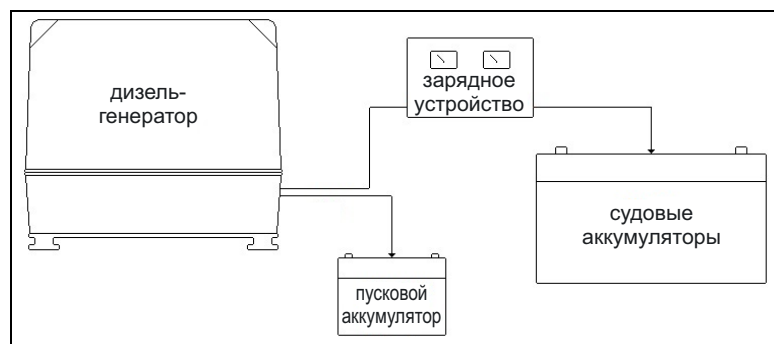 дизель-
генератор
зарядное
устройство
судовые
аккумуляторы
пусковой
аккумулятор